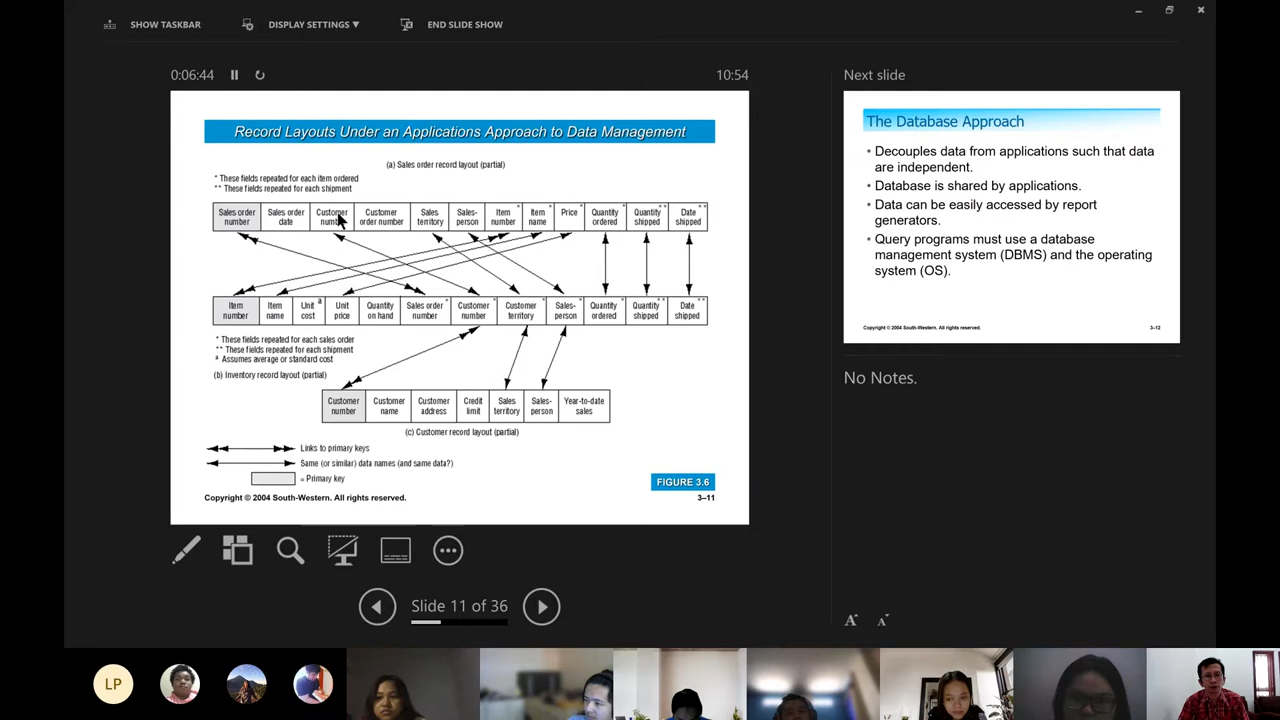 SHOW TASKBAR
DISPLAY SETTINGS ▼
END SLIDE SHOW
0:06:44
10:54
Record Layouts Under an Applications Approach to Data Management
(a) Sales order record layout (partial)
* These fields repeated for each item ordered
** These fields repeated for each shipment
Sales order number
Sales order date
Customer number
Customer order number
Sales territory
Sales- person
Item number *
Item name *
Price *
Quantity ordered *
Quantity shipped **
Date shipped **
Item number
Item name
Unit cost a
Unit price
Quantity on hand
Sales order number *
Customer number *
Customer territory *
Sales- person *
Quantity ordered *
Quantity shipped **
Date shipped **
* These fields repeated for each sales order
** These fields repeated for each shipment
a Assumes average or standard cost
(b) Inventory record layout (partial)
Customer number
Customer name
Customer address
Credit limit
Sales territory
Sales- person
Year-to-date sales
(c) Customer record layout (partial)
Links to primary keys
Same (or similar) data names (and same data?)
= Primary key
FIGURE 3.6
Copyright © 2004 South-Western. All rights reserved.
3–11
Slide 11 of 36
Next slide
The Database Approach
• Decouples data from applications such that data
are independent.
• Database is shared by applications.
• Data can be easily accessed by report
generators.
• Query programs must use a database
management system (DBMS) and the operating
system (OS).
Copyright © 2004 South-Western. All rights reserved.
3–12
No Notes.
A A
LP